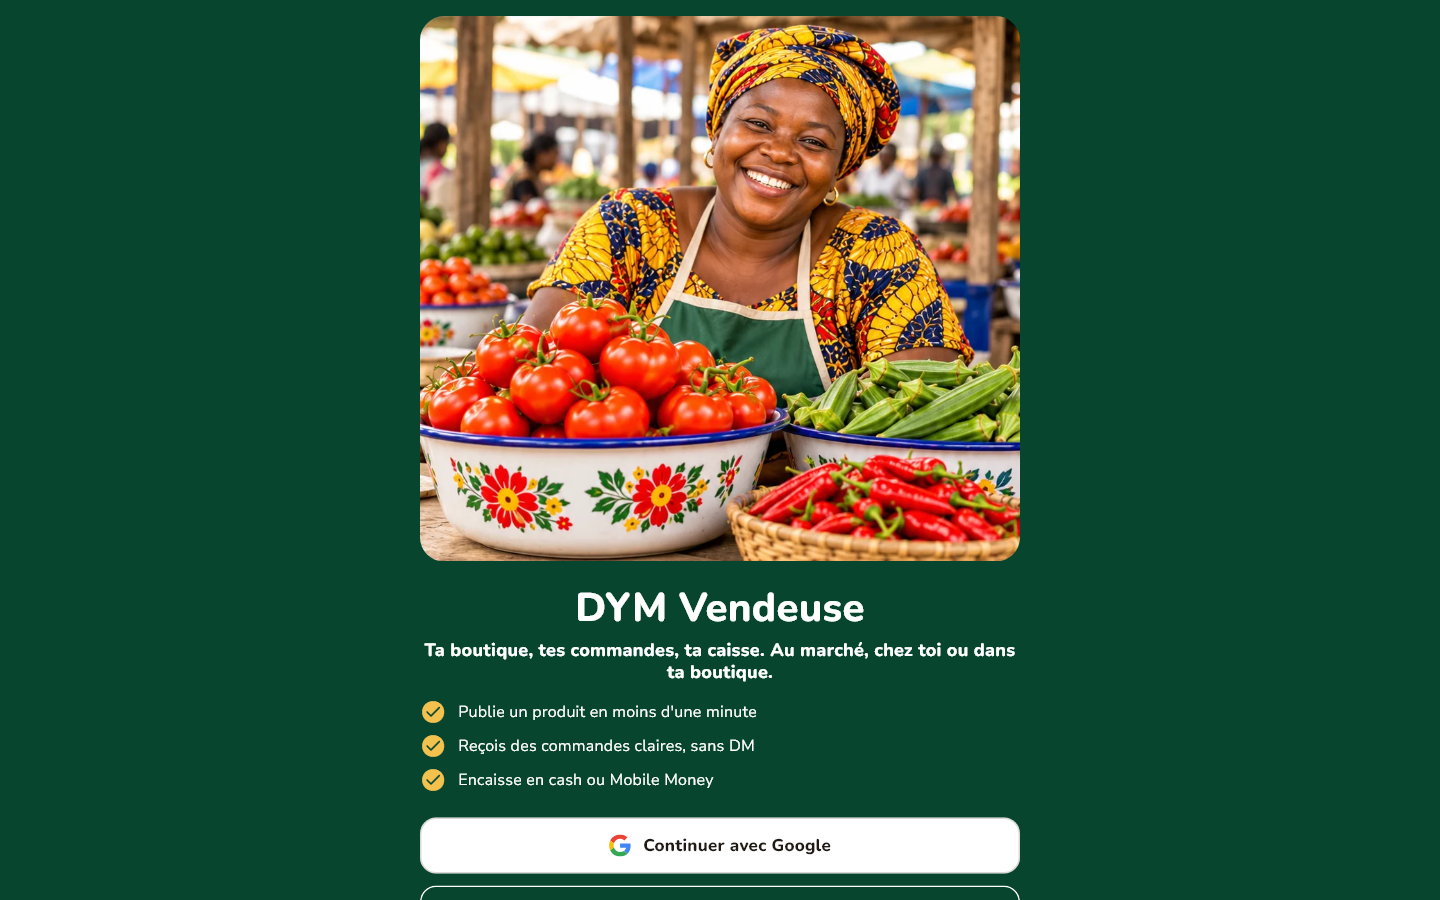 DYM Vendeuse
Ta boutique, tes commandes, ta caisse. Au marché, chez toi ou dans
ta boutique.
Publie un produit en moins d'une minute
Reçois des commandes claires, sans DM
Encaisse en cash ou Mobile Money
Continuer avec Google